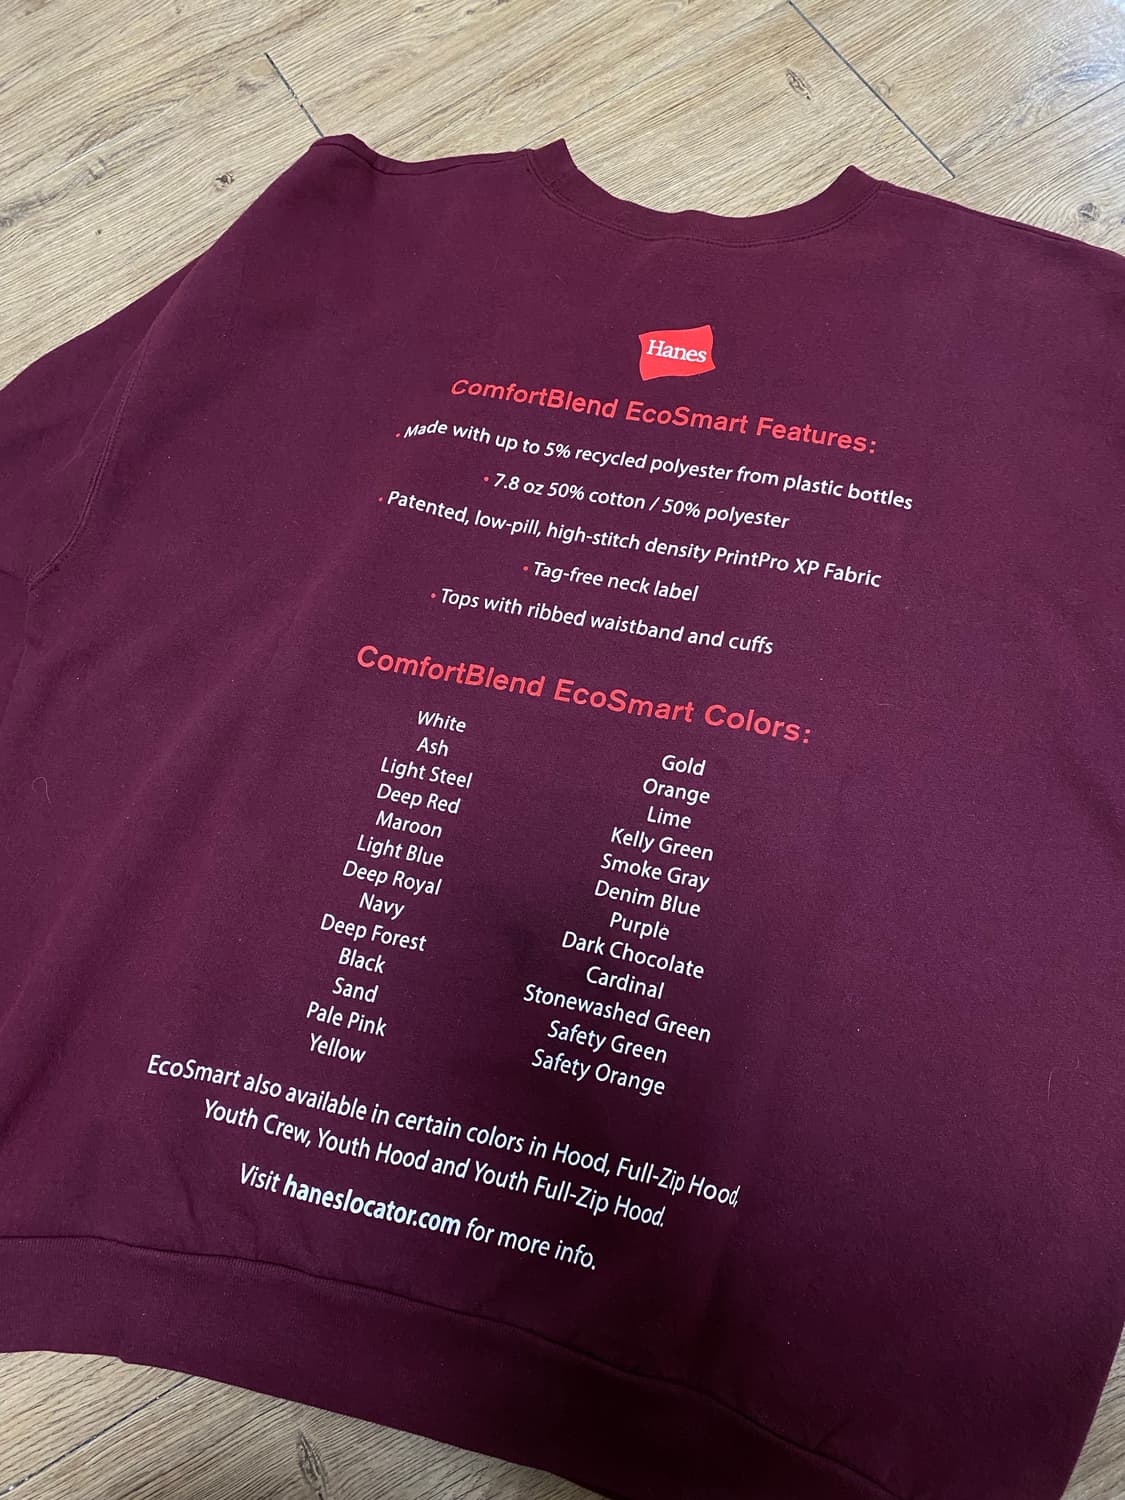 Hanes
ComfortBlend EcoSmart Features:
• Made with up to 5% recycled polyester from plastic bottles
• 7.8 oz 50% cotton / 50% polyester
• Patented, low-pill, high-stitch density PrintPro XP Fabric
• Tag-free neck label
• Tops with ribbed waistband and cuffs
ComfortBlend EcoSmart Colors:
White
Ash
Light Steel
Deep Red
Maroon
Light Blue
Deep Royal
Navy
Deep Forest
Black
Sand
Pale Pink
Yellow
Gold
Orange
Lime
Kelly Green
Smoke Gray
Denim Blue
Purple
Dark Chocolate
Cardinal
Stonewashed Green
Safety Green
Safety Orange
EcoSmart also available in certain colors in Hood, Full-Zip Hood,
Youth Crew, Youth Hood and Youth Full-Zip Hood.
Visit haneslocator.com for more info.